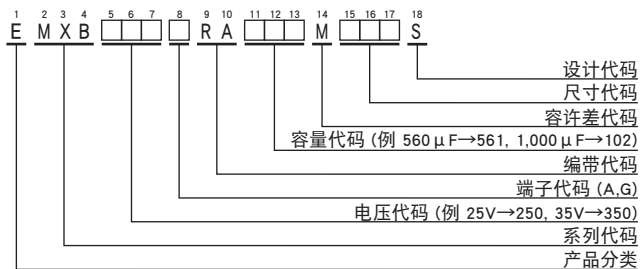 1 2 3 4 5 6 7 8 9 10 11 12 13 14 15 16 17 18
E M X B □□□ □ R A □□□ M □□□ S
设计代码
尺寸代码
容许差代码
容量代码 (例 560 μ F→561, 1,000 μ F→102)
编带代码
端子代码 (A,G)
电压代码 (例 25V→250, 35V→350)
系列代码
产品分类